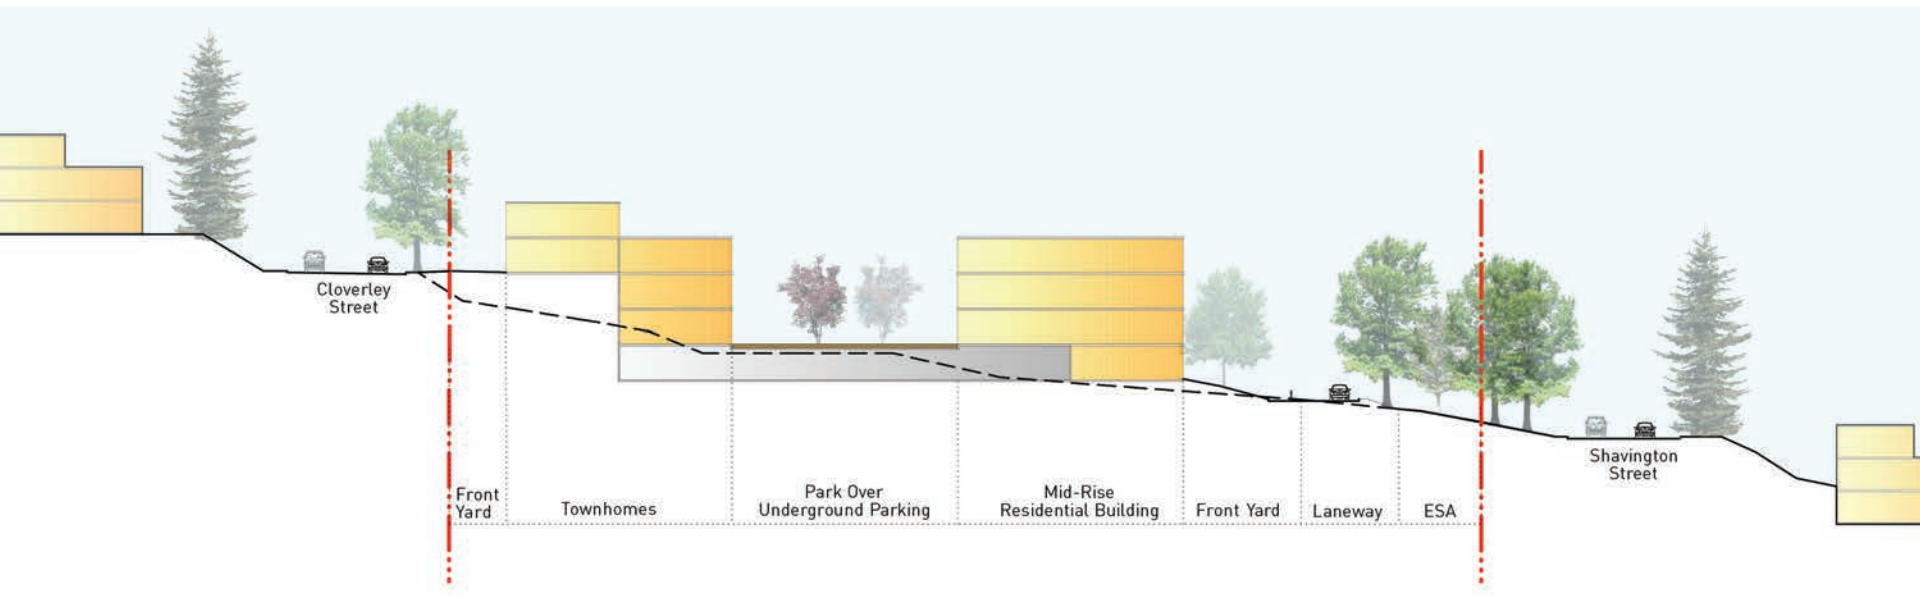 Cloverley
Street
Front
Yard
Townhomes
Park Over
Underground Parking
Mid-Rise
Residential Building
Front Yard
Laneway
ESA
Shavington
Street